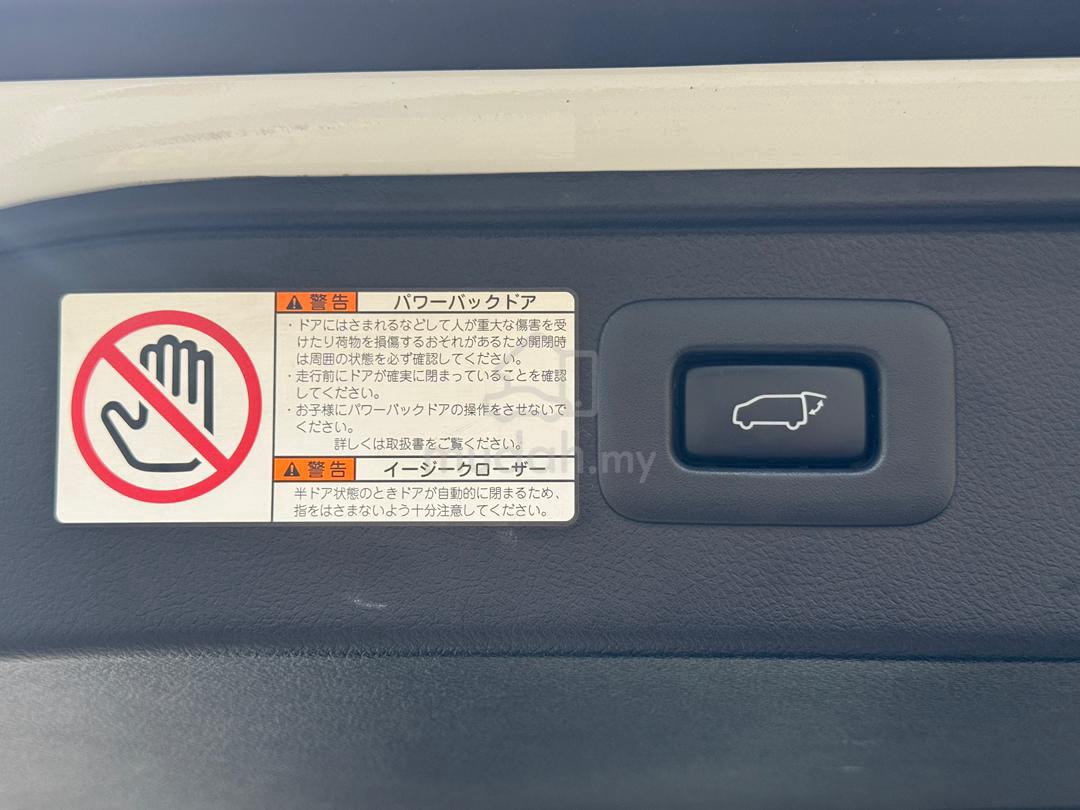 ⚠警告 パワーバックドア
・ドアにはさまれるなどして人が重大な傷害を受
けたり荷物を損傷するおそれがあるため開閉時
は周囲の状態を必ず確認してください。
・走行前にドアが確実に閉まっていることを確認
してください。
・お子様にパワーバックドアの操作をさせないで
ください。
詳しくは取扱書をご覧ください。
⚠警告 イージークローザー
半ドア状態のときドアが自動的に閉まるため、
指をはさまないよう十分注意してください。
mudah.my